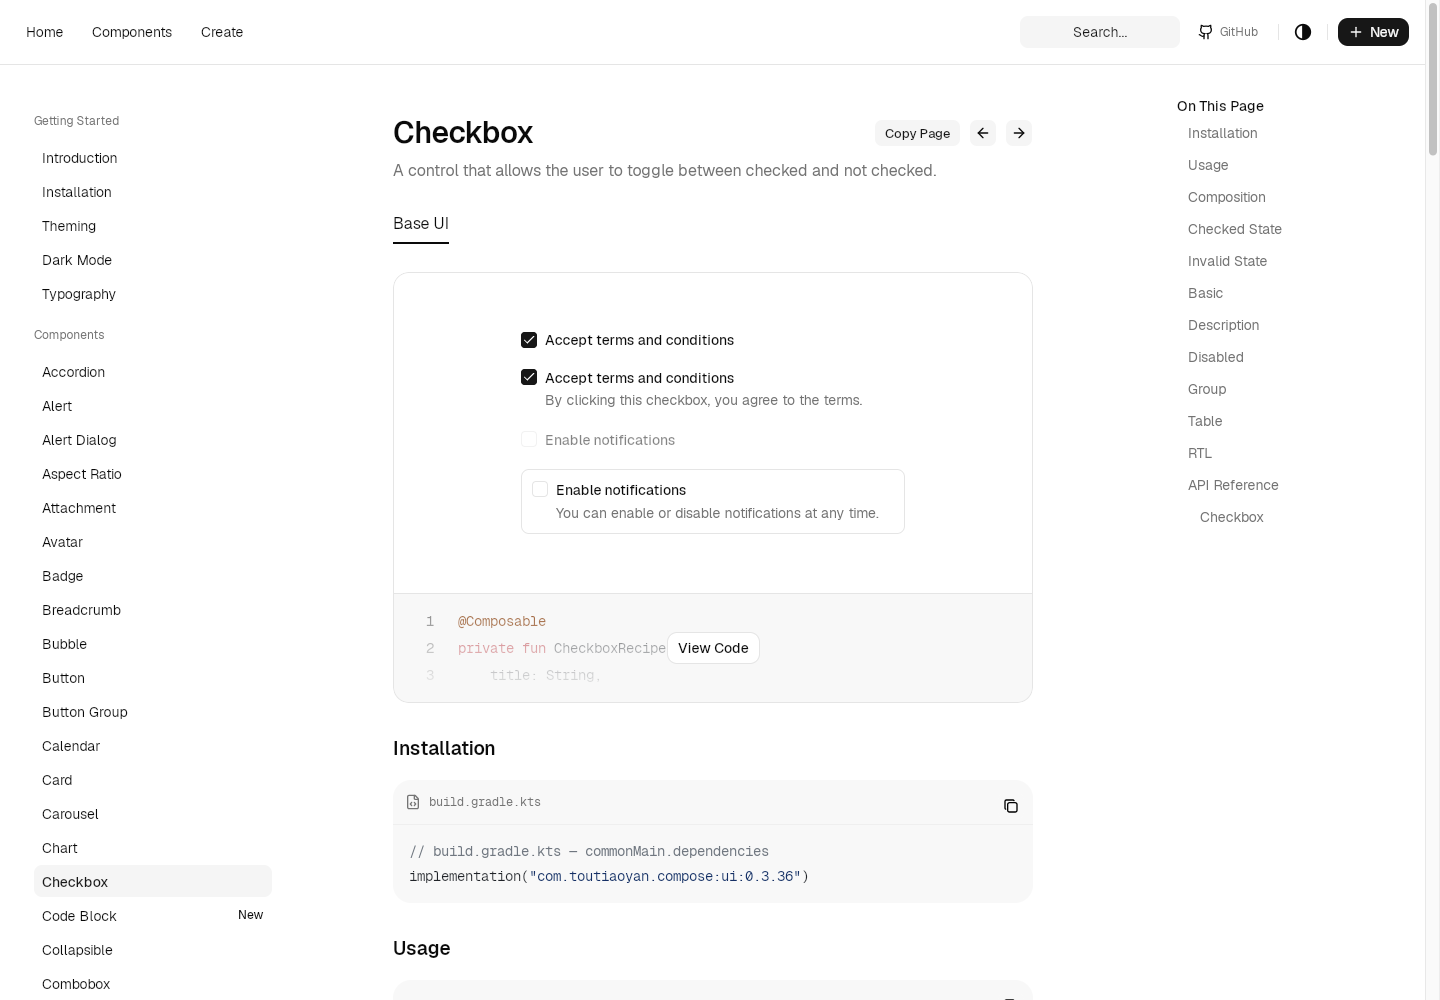 Home
Components
Create
Search...
GitHub
New
Getting Started
Introduction
Installation
Theming
Dark Mode
Typography
Components
Accordion
Alert
Alert Dialog
Aspect Ratio
Attachment
Avatar
Badge
Breadcrumb
Bubble
Button
Button Group
Calendar
Card
Carousel
Chart
Checkbox
Code Block New
Collapsible
Combobox
Checkbox
Copy Page
A control that allows the user to toggle between checked and not checked.
Base UI
Accept terms and conditions
Accept terms and conditions
By clicking this checkbox, you agree to the terms.
Enable notifications
Enable notifications
You can enable or disable notifications at any time.
1 @Composable
2 private fun CheckboxRecipe
View Code
3 title: String,
Installation
build.gradle.kts
// build.gradle.kts — commonMain.dependencies
implementation("com.toutiaoyan.compose:ui:0.3.36")
Usage
On This Page
Installation
Usage
Composition
Checked State
Invalid State
Basic
Description
Disabled
Group
Table
RTL
API Reference
Checkbox